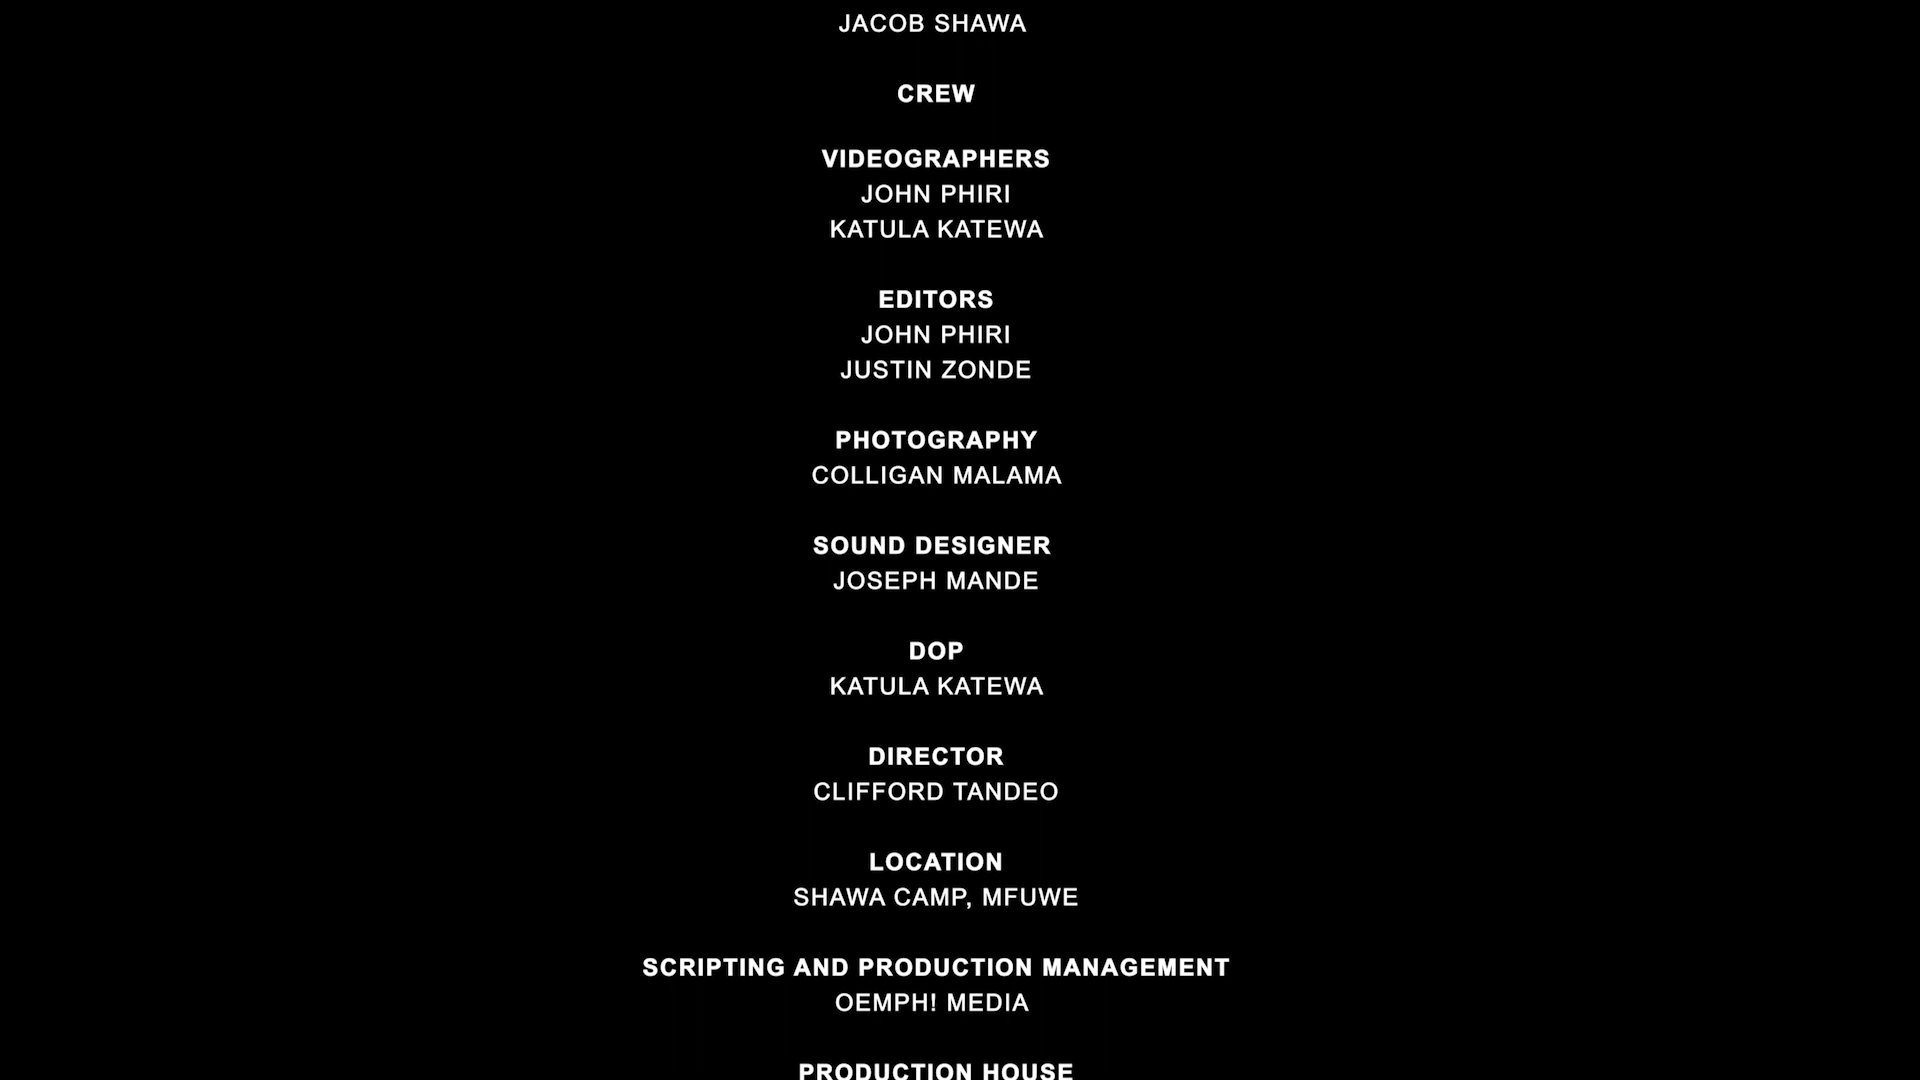 JACOB SHAWA
CREW
VIDEOGRAPHERS
JOHN PHIRI
KATULA KATEWA
EDITORS
JOHN PHIRI
JUSTIN ZONDE
PHOTOGRAPHY
COLLIGAN MALAMA
SOUND DESIGNER
JOSEPH MANDE
DOP
KATULA KATEWA
DIRECTOR
CLIFFORD TANDEO
LOCATION
SHAWA CAMP, MFUWE
SCRIPTING AND PRODUCTION MANAGEMENT
OEMPH! MEDIA
PRODUCTION HOUSE